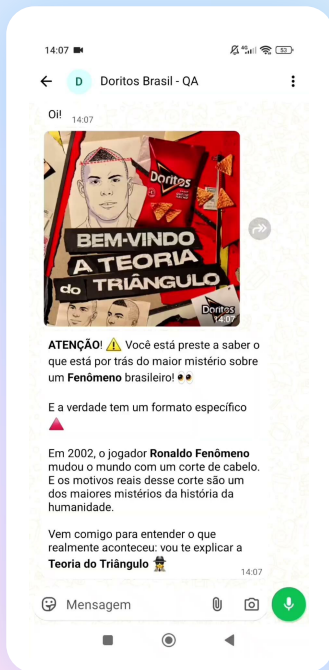 14:07
4G
53
D Doritos Brasil - QA
Oi! 14:07
Doritos
BEM-VINDO
A TEORIA
do TRIÂNGULO
Doritos
14:07
ATENÇÃO! ⚠️ Você está preste a saber o
que está por trás do maior mistério sobre
um Fenômeno brasileiro! 👀
E a verdade tem um formato específico
🔺
Em 2002, o jogador Ronaldo Fenômeno
mudou o mundo com um corte de cabelo.
E os motivos reais desse corte são um
dos maiores mistérios da história da
humanidade.
Vem comigo para entender o que
realmente aconteceu: vou te explicar a
Teoria do Triângulo 🕵️
14:07
Mensagem